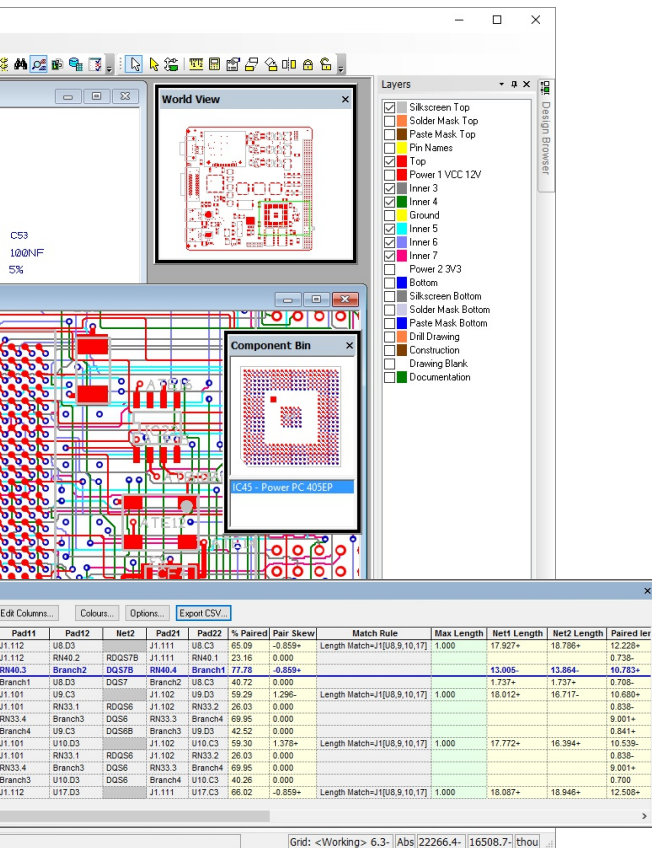 World View
Layers
Design Browser
Silkscreen Top
Solder Mask Top
Paste Mask Top
Pin Names
Top
Power 1 VCC 12V
Inner 3
Inner 4
Ground
Inner 5
Inner 6
Inner 7
Power 2 3V3
Bottom
Silkscreen Bottom
Solder Mask Bottom
Paste Mask Bottom
Drill Drawing
Construction
Drawing Blank
Documentation
C53
100NF
5%
Component Bin
IC45 - Power PC 405EP
Edit Columns... Colours... Options... Export CSV...
Pad11 Pad12 Net2 Pad21 Pad22 % Paired Pair Skew Match Rule Max Length Net1 Length Net2 Length Paired ler
J1.112 U8.D3 J1.111 U8.C3 65.09 -0.859+ Length Match=J1[U8,9,10,17] 1.000 17.927+ 18.786+ 12.228+
J1.112 RN40.2 RDQS7B J1.111 RN40.1 23.16 0.000 0.738-
RN40.3 Branch2 DQS7B RN40.4 Branch1 77.78 -0.859+ 13.005- 13.864- 10.783+
Branch1 U8.D3 DQS7 Branch2 U8.C3 40.72 0.000 1.737+ 1.737+ 0.708-
J1.101 U9.C3 J1.102 U9.D3 59.29 1.296- Length Match=J1[U8,9,10,17] 1.000 18.012+ 16.717- 10.680+
J1.101 RN33.1 RDQS6 J1.102 RN33.2 26.03 0.000 0.838-
RN33.4 Branch3 DQS6 RN33.3 Branch4 69.95 0.000 9.001+
Branch4 U9.C3 DQS6B Branch3 U9.D3 42.52 0.000 0.841+
J1.101 U10.D3 J1.102 U10.C3 59.30 1.378+ Length Match=J1[U8,9,10,17] 1.000 17.772+ 16.394+ 10.539-
J1.101 RN33.1 RDQS6 J1.102 RN33.2 26.03 0.000 0.838-
RN33.4 Branch3 DQS6 RN33.3 Branch4 69.95 0.000 9.001+
Branch3 U10.D3 DQS6 Branch4 U10.C3 40.26 0.000 0.700
J1.112 U17.D3 J1.111 U17.C3 66.02 -0.859+ Length Match=J1[U8,9,10,17] 1.000 18.087+ 18.946+ 12.508+
Grid: <Working> 6.3- Abs 22266.4- 16508.7- thou